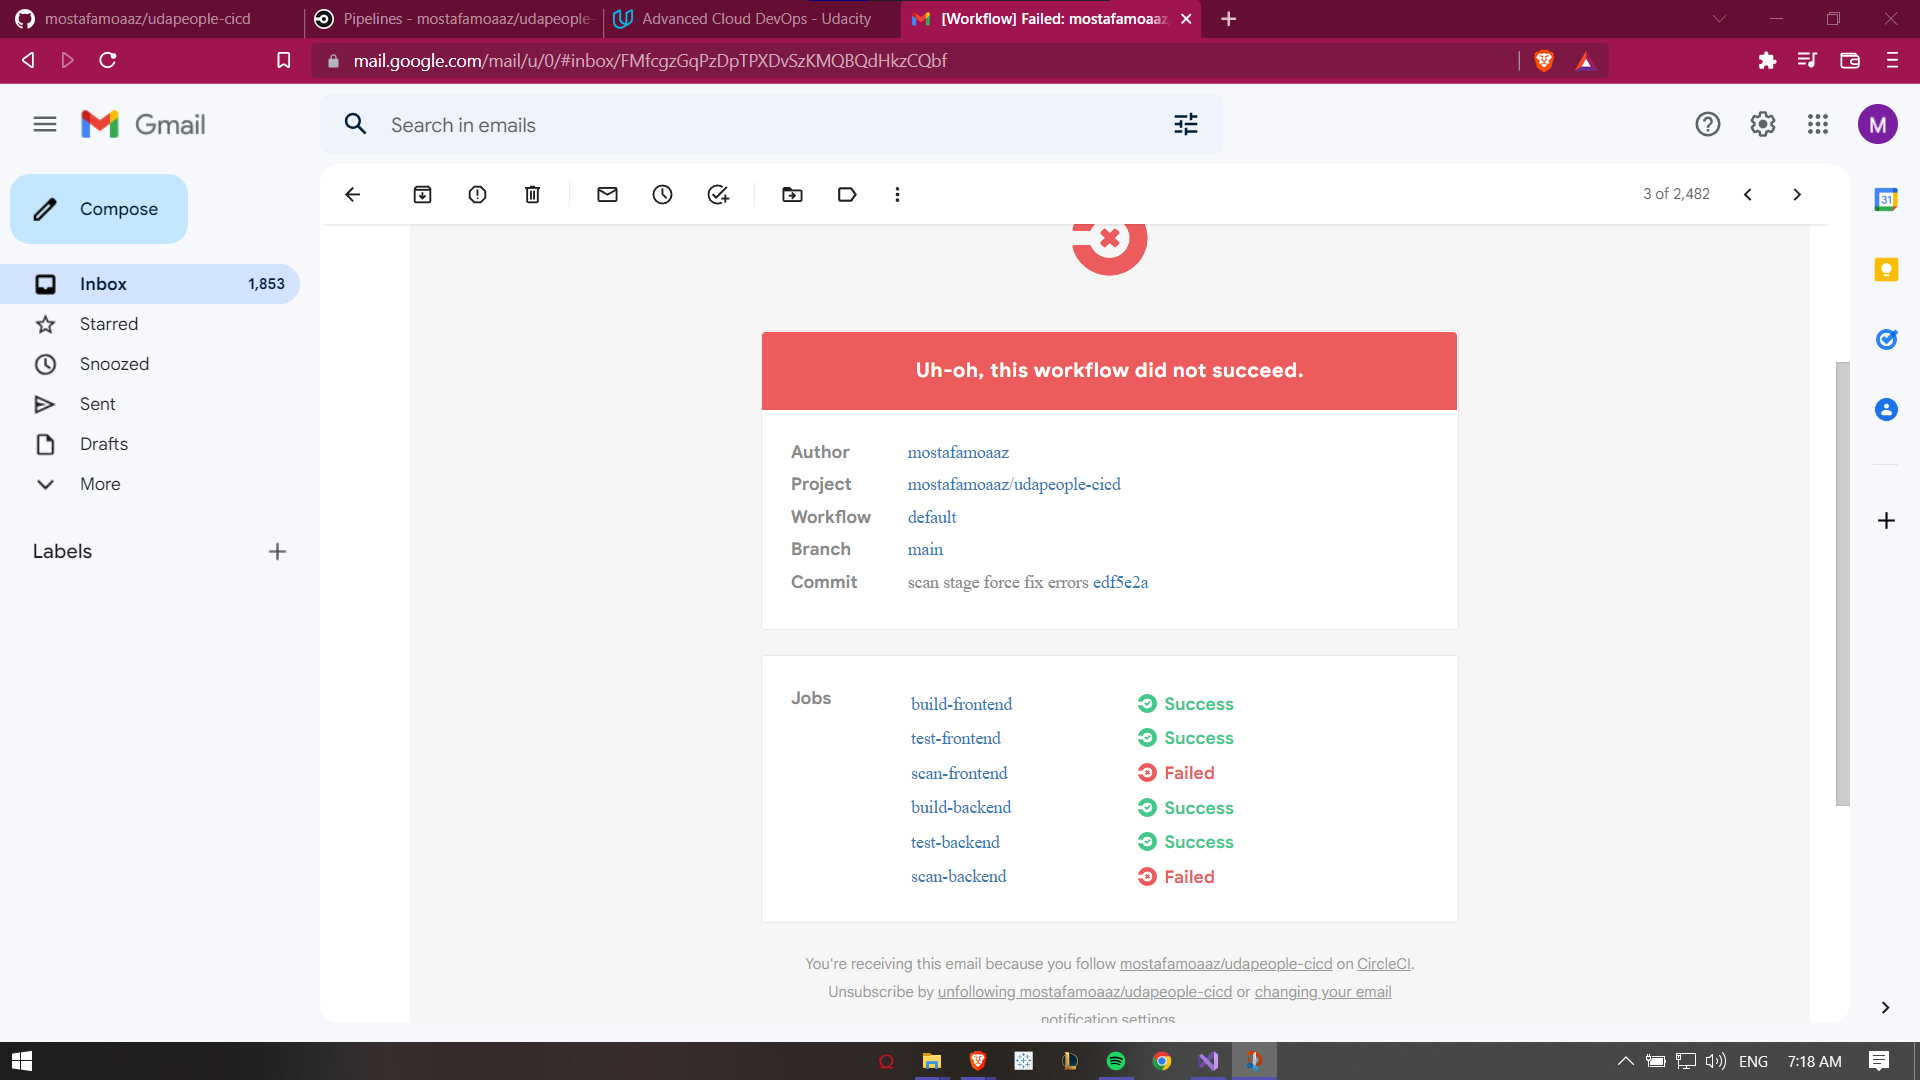 mostafamoaaz/udapeople-cicd
Pipelines - mostafamoaaz/udapeople-
Advanced Cloud DevOps - Udacity
[Workflow] Failed: mostafamoaaz
mail.google.com/mail/u/0/#inbox/FMfcgzGqPzDpTPXDvSzKMQBQdHkzCQbf
Gmail
Search in emails
M
Compose
3 of 2,482
31
Inbox 1,853
Starred
Snoozed
Sent
Drafts
More
Labels
Uh-oh, this workflow did not succeed.
Author mostafamoaaz
Project mostafamoaaz/udapeople-cicd
Workflow default
Branch main
Commit scan stage force fix errors edf5e2a
Jobs
build-frontend Success
test-frontend Success
scan-frontend Failed
build-backend Success
test-backend Success
scan-backend Failed
You're receiving this email because you follow mostafamoaaz/udapeople-cicd on CircleCI.
Unsubscribe by unfollowing mostafamoaaz/udapeople-cicd or changing your email
notification settings
ENG
7:18 AM